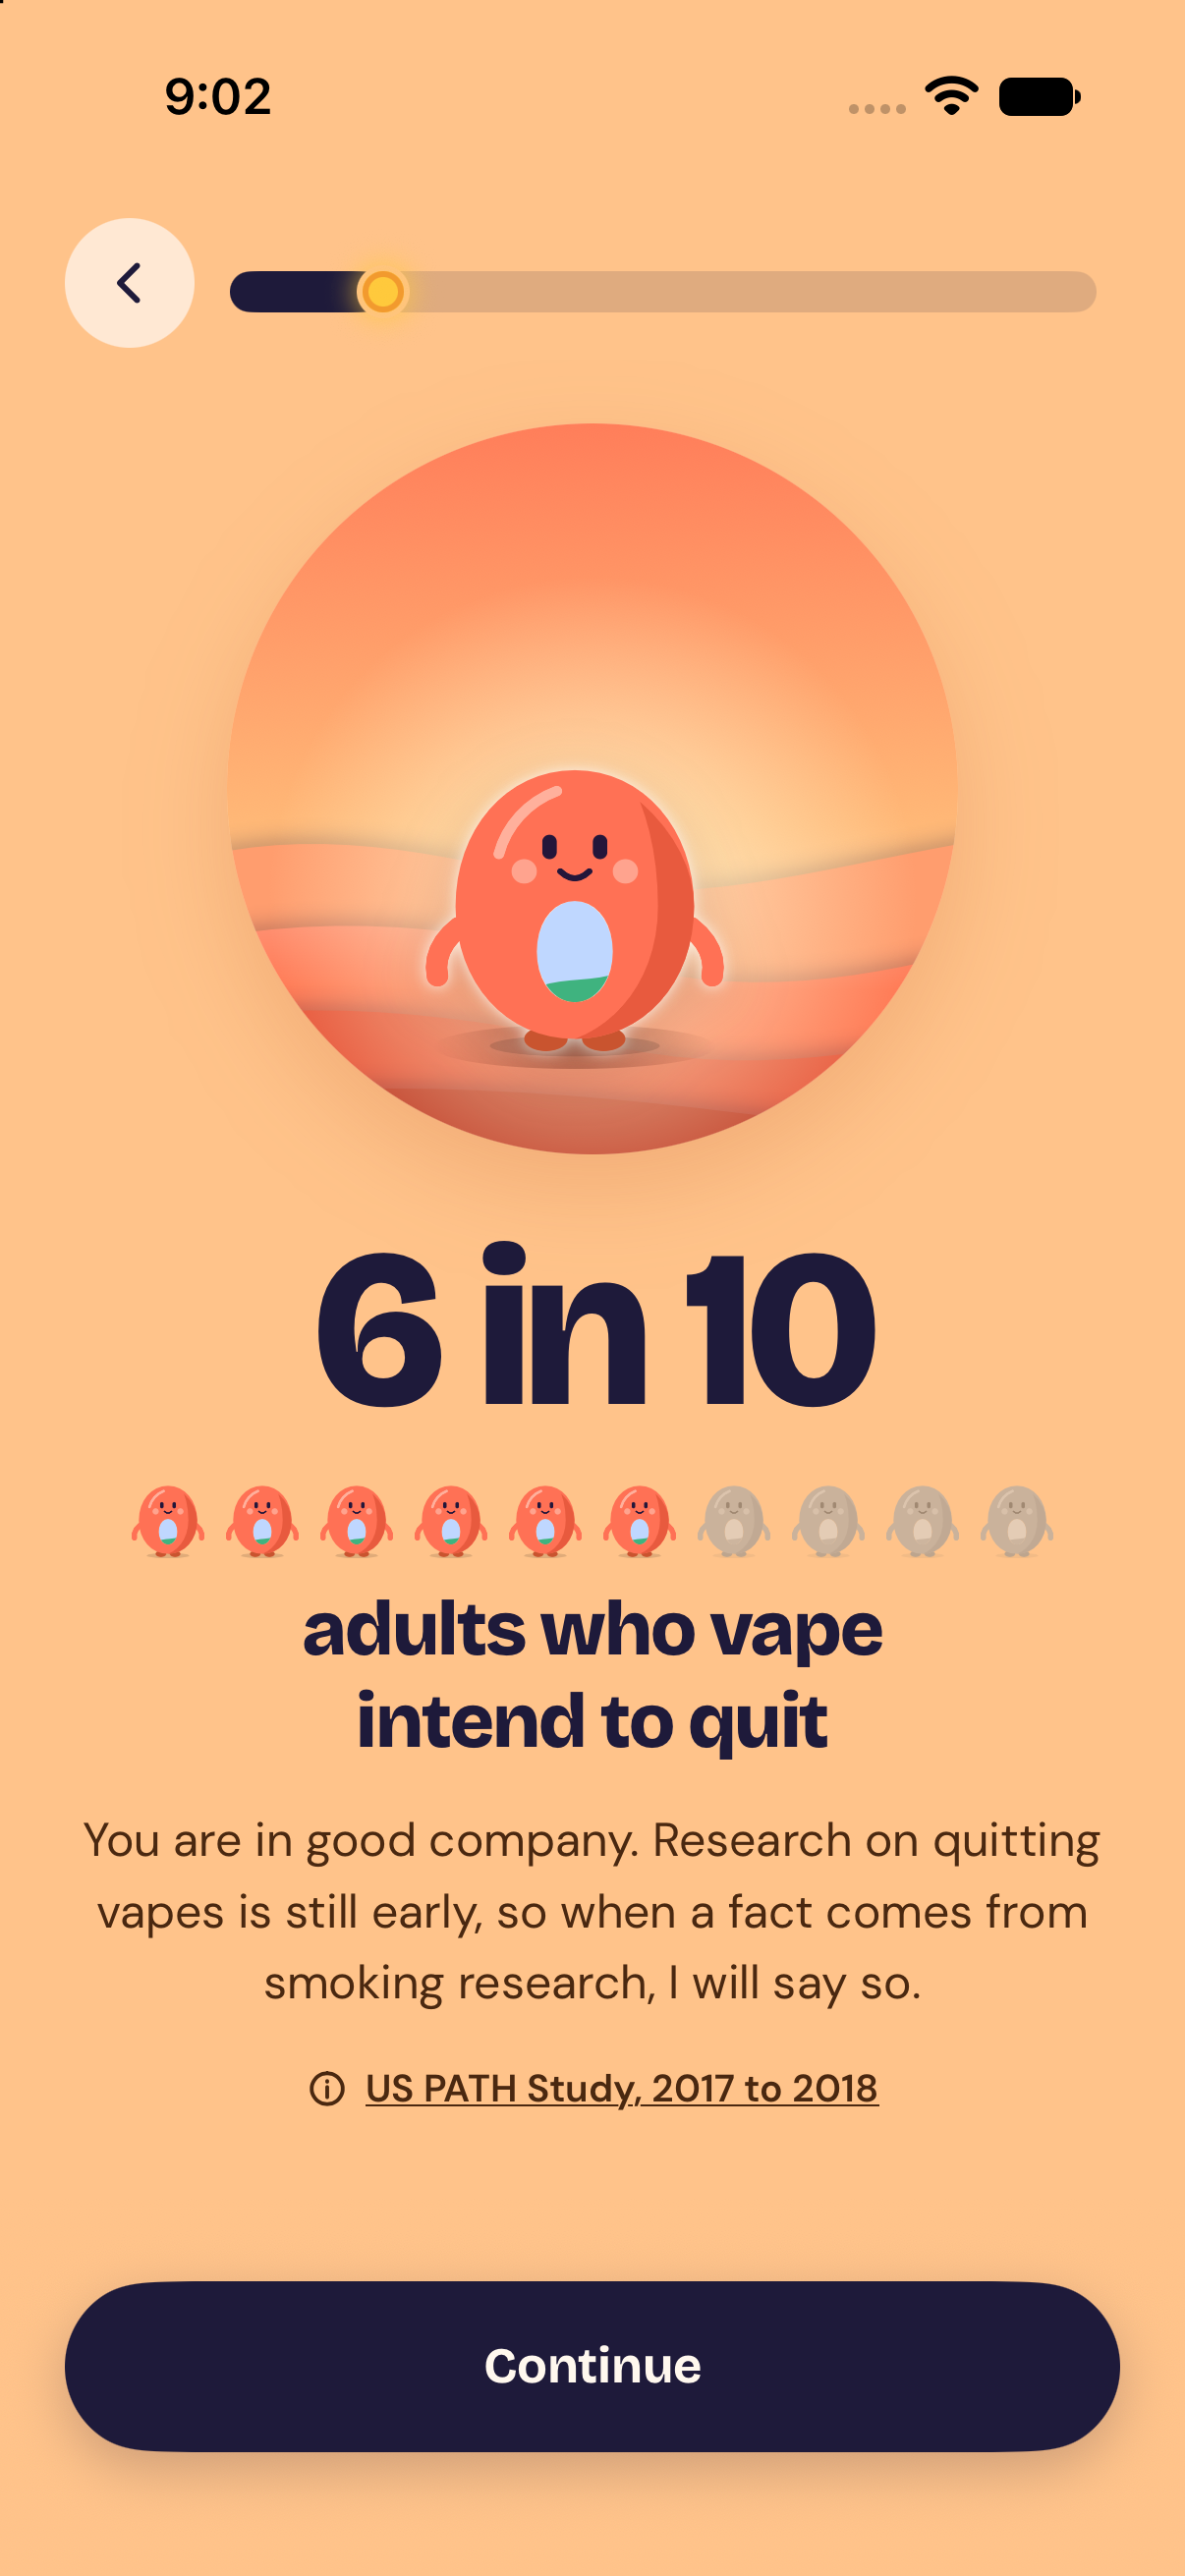 9:02
6 in 10
adults who vape
intend to quit
You are in good company. Research on quitting
vapes is still early, so when a fact comes from
smoking research, I will say so.
US PATH Study, 2017 to 2018
Continue